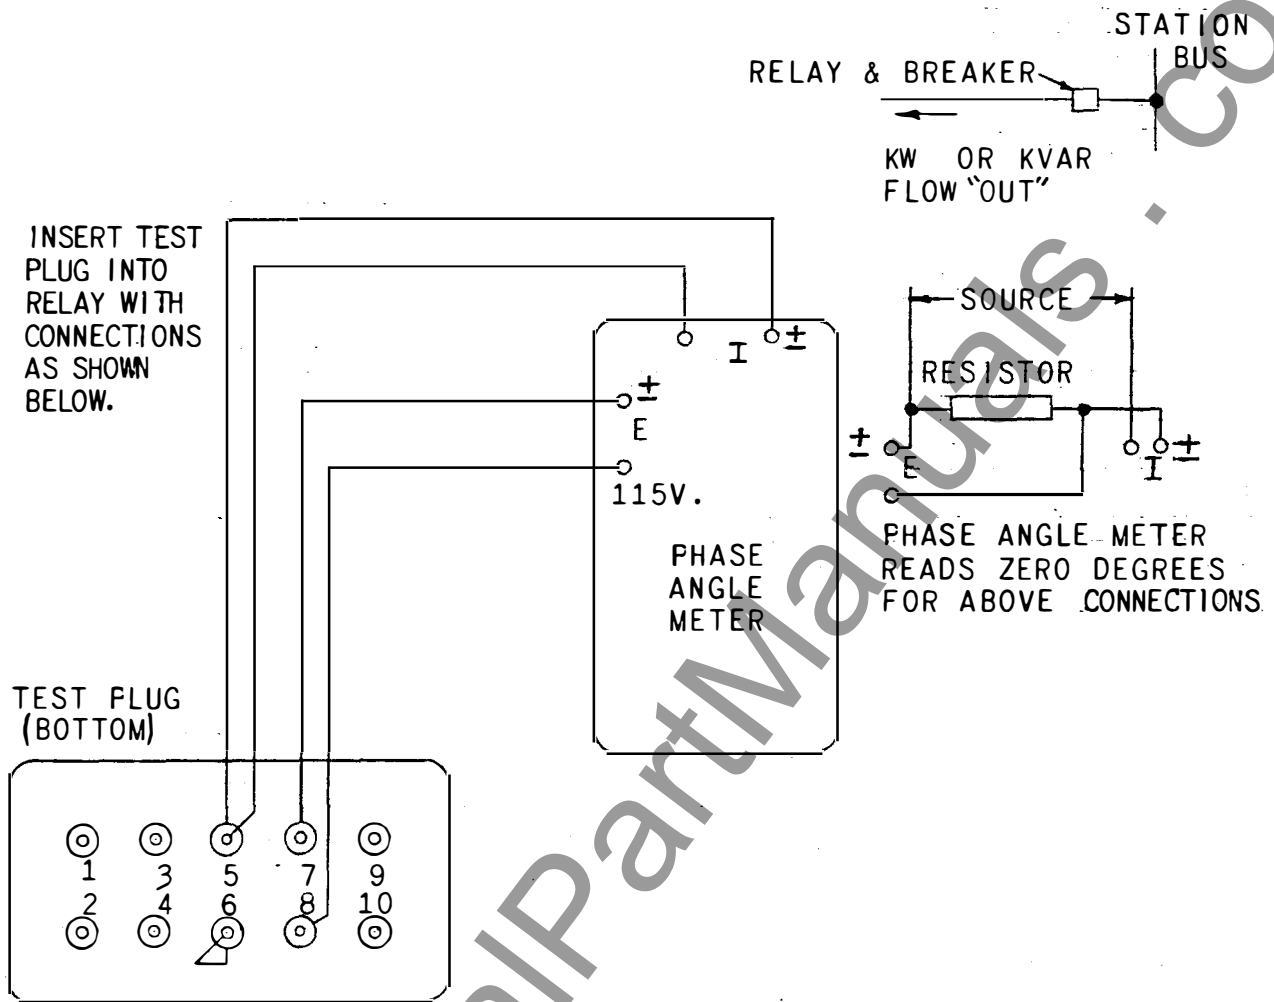 STATION
BUS
RELAY & BREAKER
KW OR KVAR
FLOW "OUT"
INSERT TEST
PLUG INTO
RELAY WITH
CONNECTIONS
AS SHOWN
BELOW.
I ±
±
E
115V.
PHASE
ANGLE
METER
SOURCE
RESISTOR
± E I ±
PHASE ANGLE METER
READS ZERO DEGREES
FOR ABOVE CONNECTIONS
TEST PLUG
(BOTTOM)
1 3 5 7 9
2 4 6 8 10